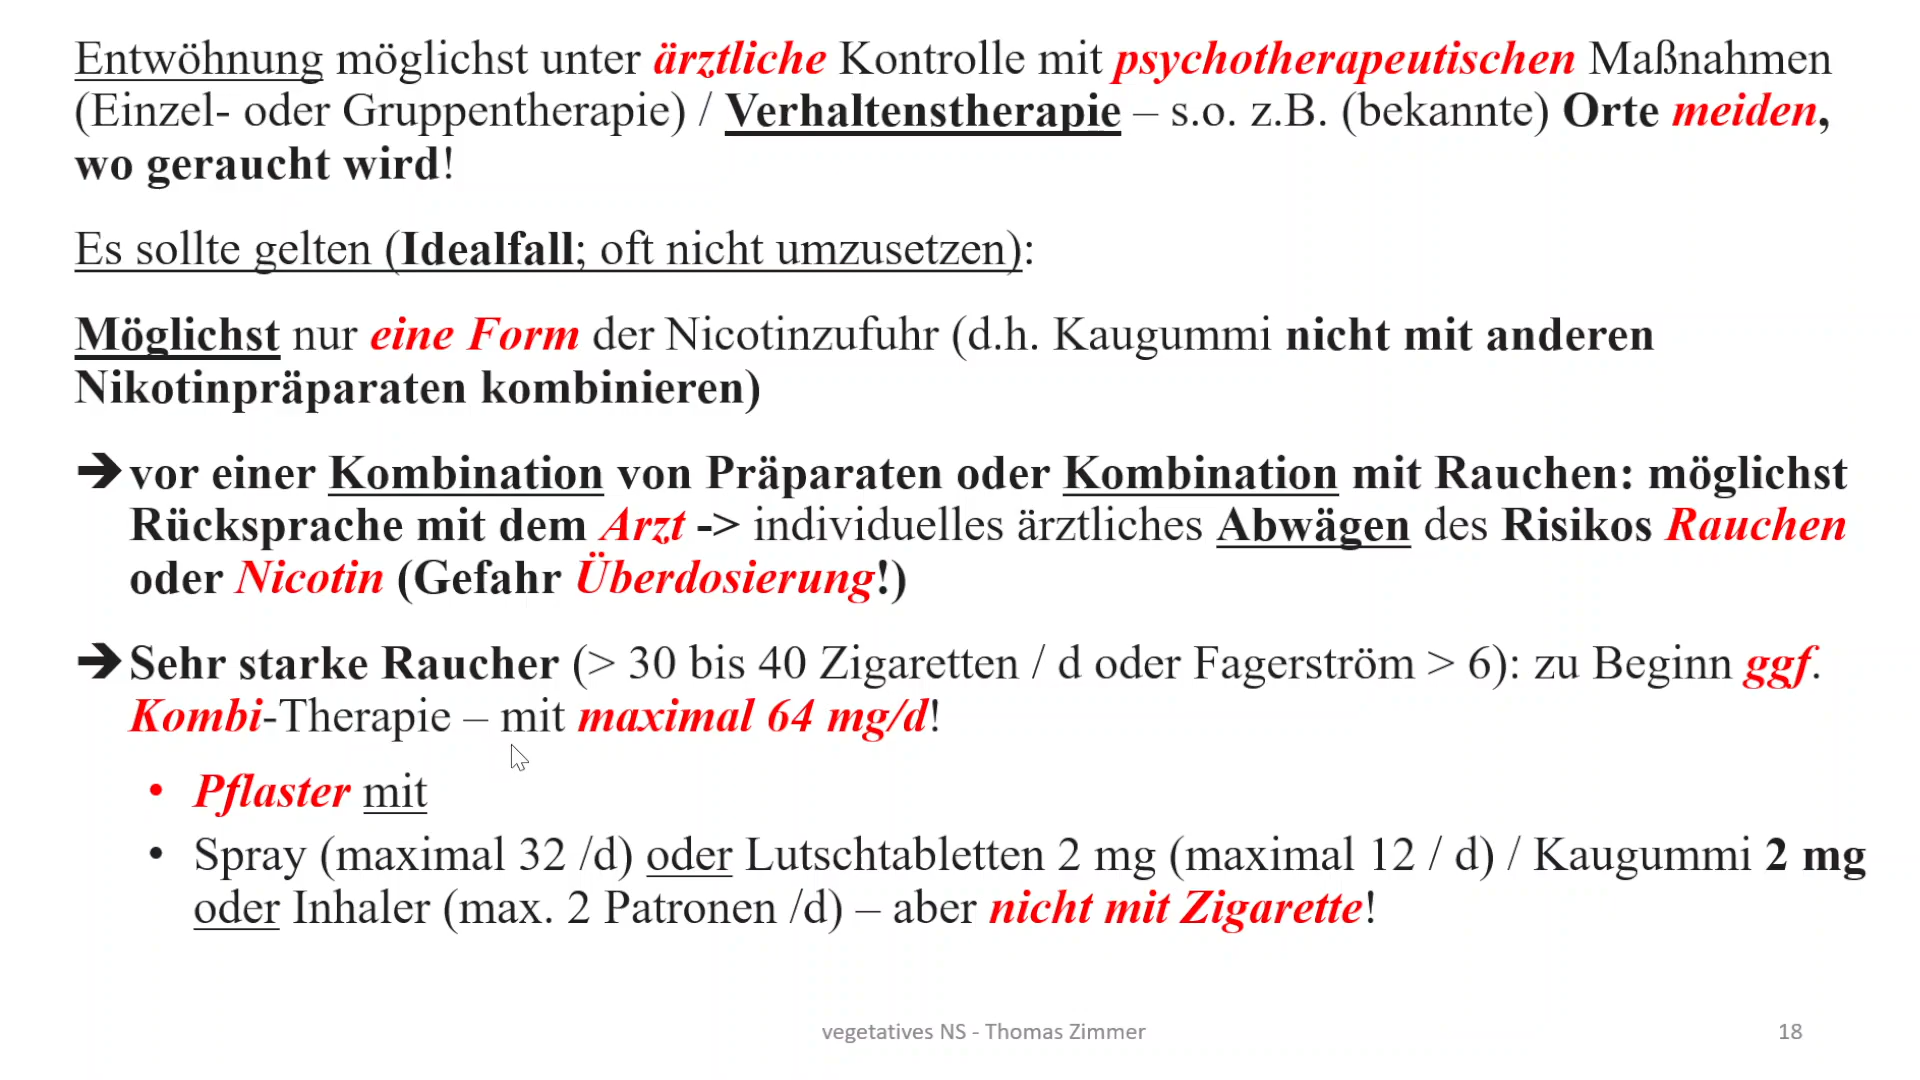 Entwöhnung möglichst unter ärztliche Kontrolle mit psychotherapeutischen Maßnahmen
(Einzel- oder Gruppentherapie) / Verhaltenstherapie – s.o. z.B. (bekannte) Orte meiden,
wo geraucht wird!
Es sollte gelten (Idealfall; oft nicht umzusetzen):
Möglichst nur eine Form der Nicotinzufuhr (d.h. Kaugummi nicht mit anderen
Nikotinpräparaten kombinieren)
➔ vor einer Kombination von Präparaten oder Kombination mit Rauchen: möglichst
Rücksprache mit dem Arzt -> individuelles ärztliches Abwägen des Risikos Rauchen
oder Nicotin (Gefahr Überdosierung!)
➔ Sehr starke Raucher (> 30 bis 40 Zigaretten / d oder Fagerström > 6): zu Beginn ggf.
Kombi-Therapie – mit maximal 64 mg/d!
• Pflaster mit
• Spray (maximal 32 /d) oder Lutschtabletten 2 mg (maximal 12 / d) / Kaugummi 2 mg
oder Inhaler (max. 2 Patronen /d) – aber nicht mit Zigarette!
vegetatives NS - Thomas Zimmer
18